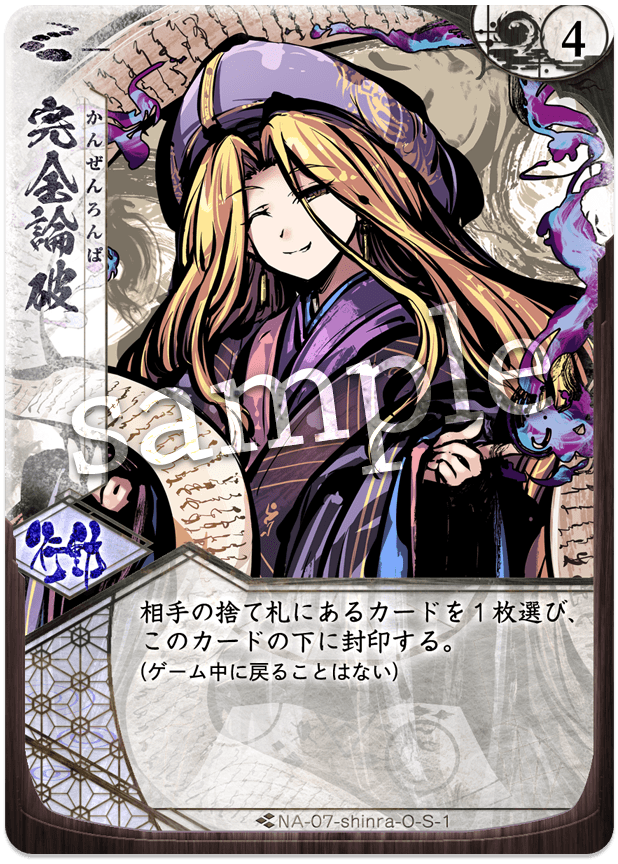 4
完全論破
かんぜんろんぱ
sample
行動
相手の捨て札にあるカードを１枚選び、
このカードの下に封印する。
(ゲーム中に戻ることはない)
NA-07-shinra-O-S-1